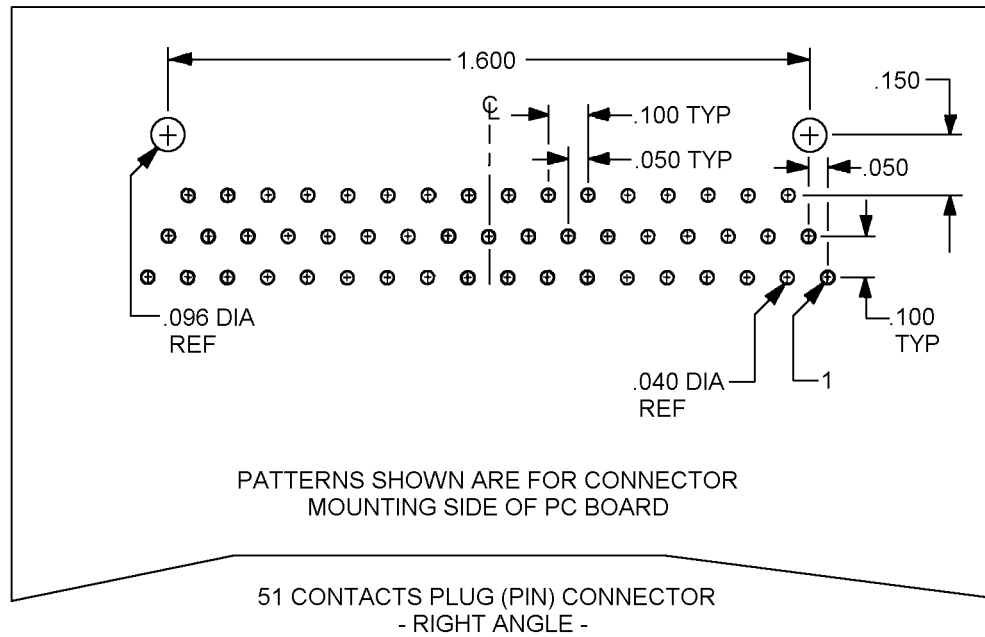 1.600
.150
℄
.100 TYP
.050 TYP
.050
.096 DIA
REF
.100
TYP
.040 DIA
REF
1
PATTERNS SHOWN ARE FOR CONNECTOR
MOUNTING SIDE OF PC BOARD
51 CONTACTS PLUG (PIN) CONNECTOR
- RIGHT ANGLE -